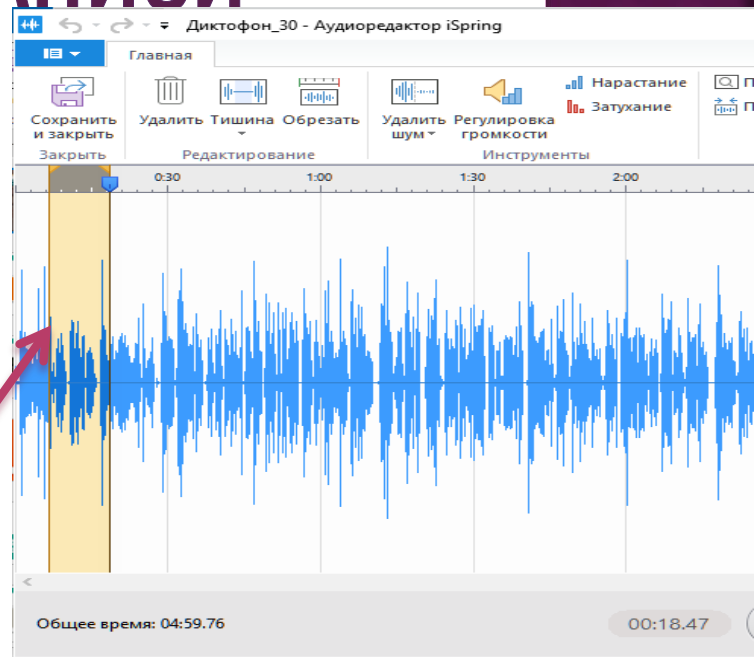 Диктофон_30 - Аудиоредактор iSpring
Главная
Сохранить и закрыть
Удалить
Тишина
Обрезать
Удалить шум
Регулировка громкости
Нарастание
Затухание
Закрыть
Редактирование
Инструменты
0:30 1:00 1:30 2:00
Общее время: 04:59.76
00:18.47